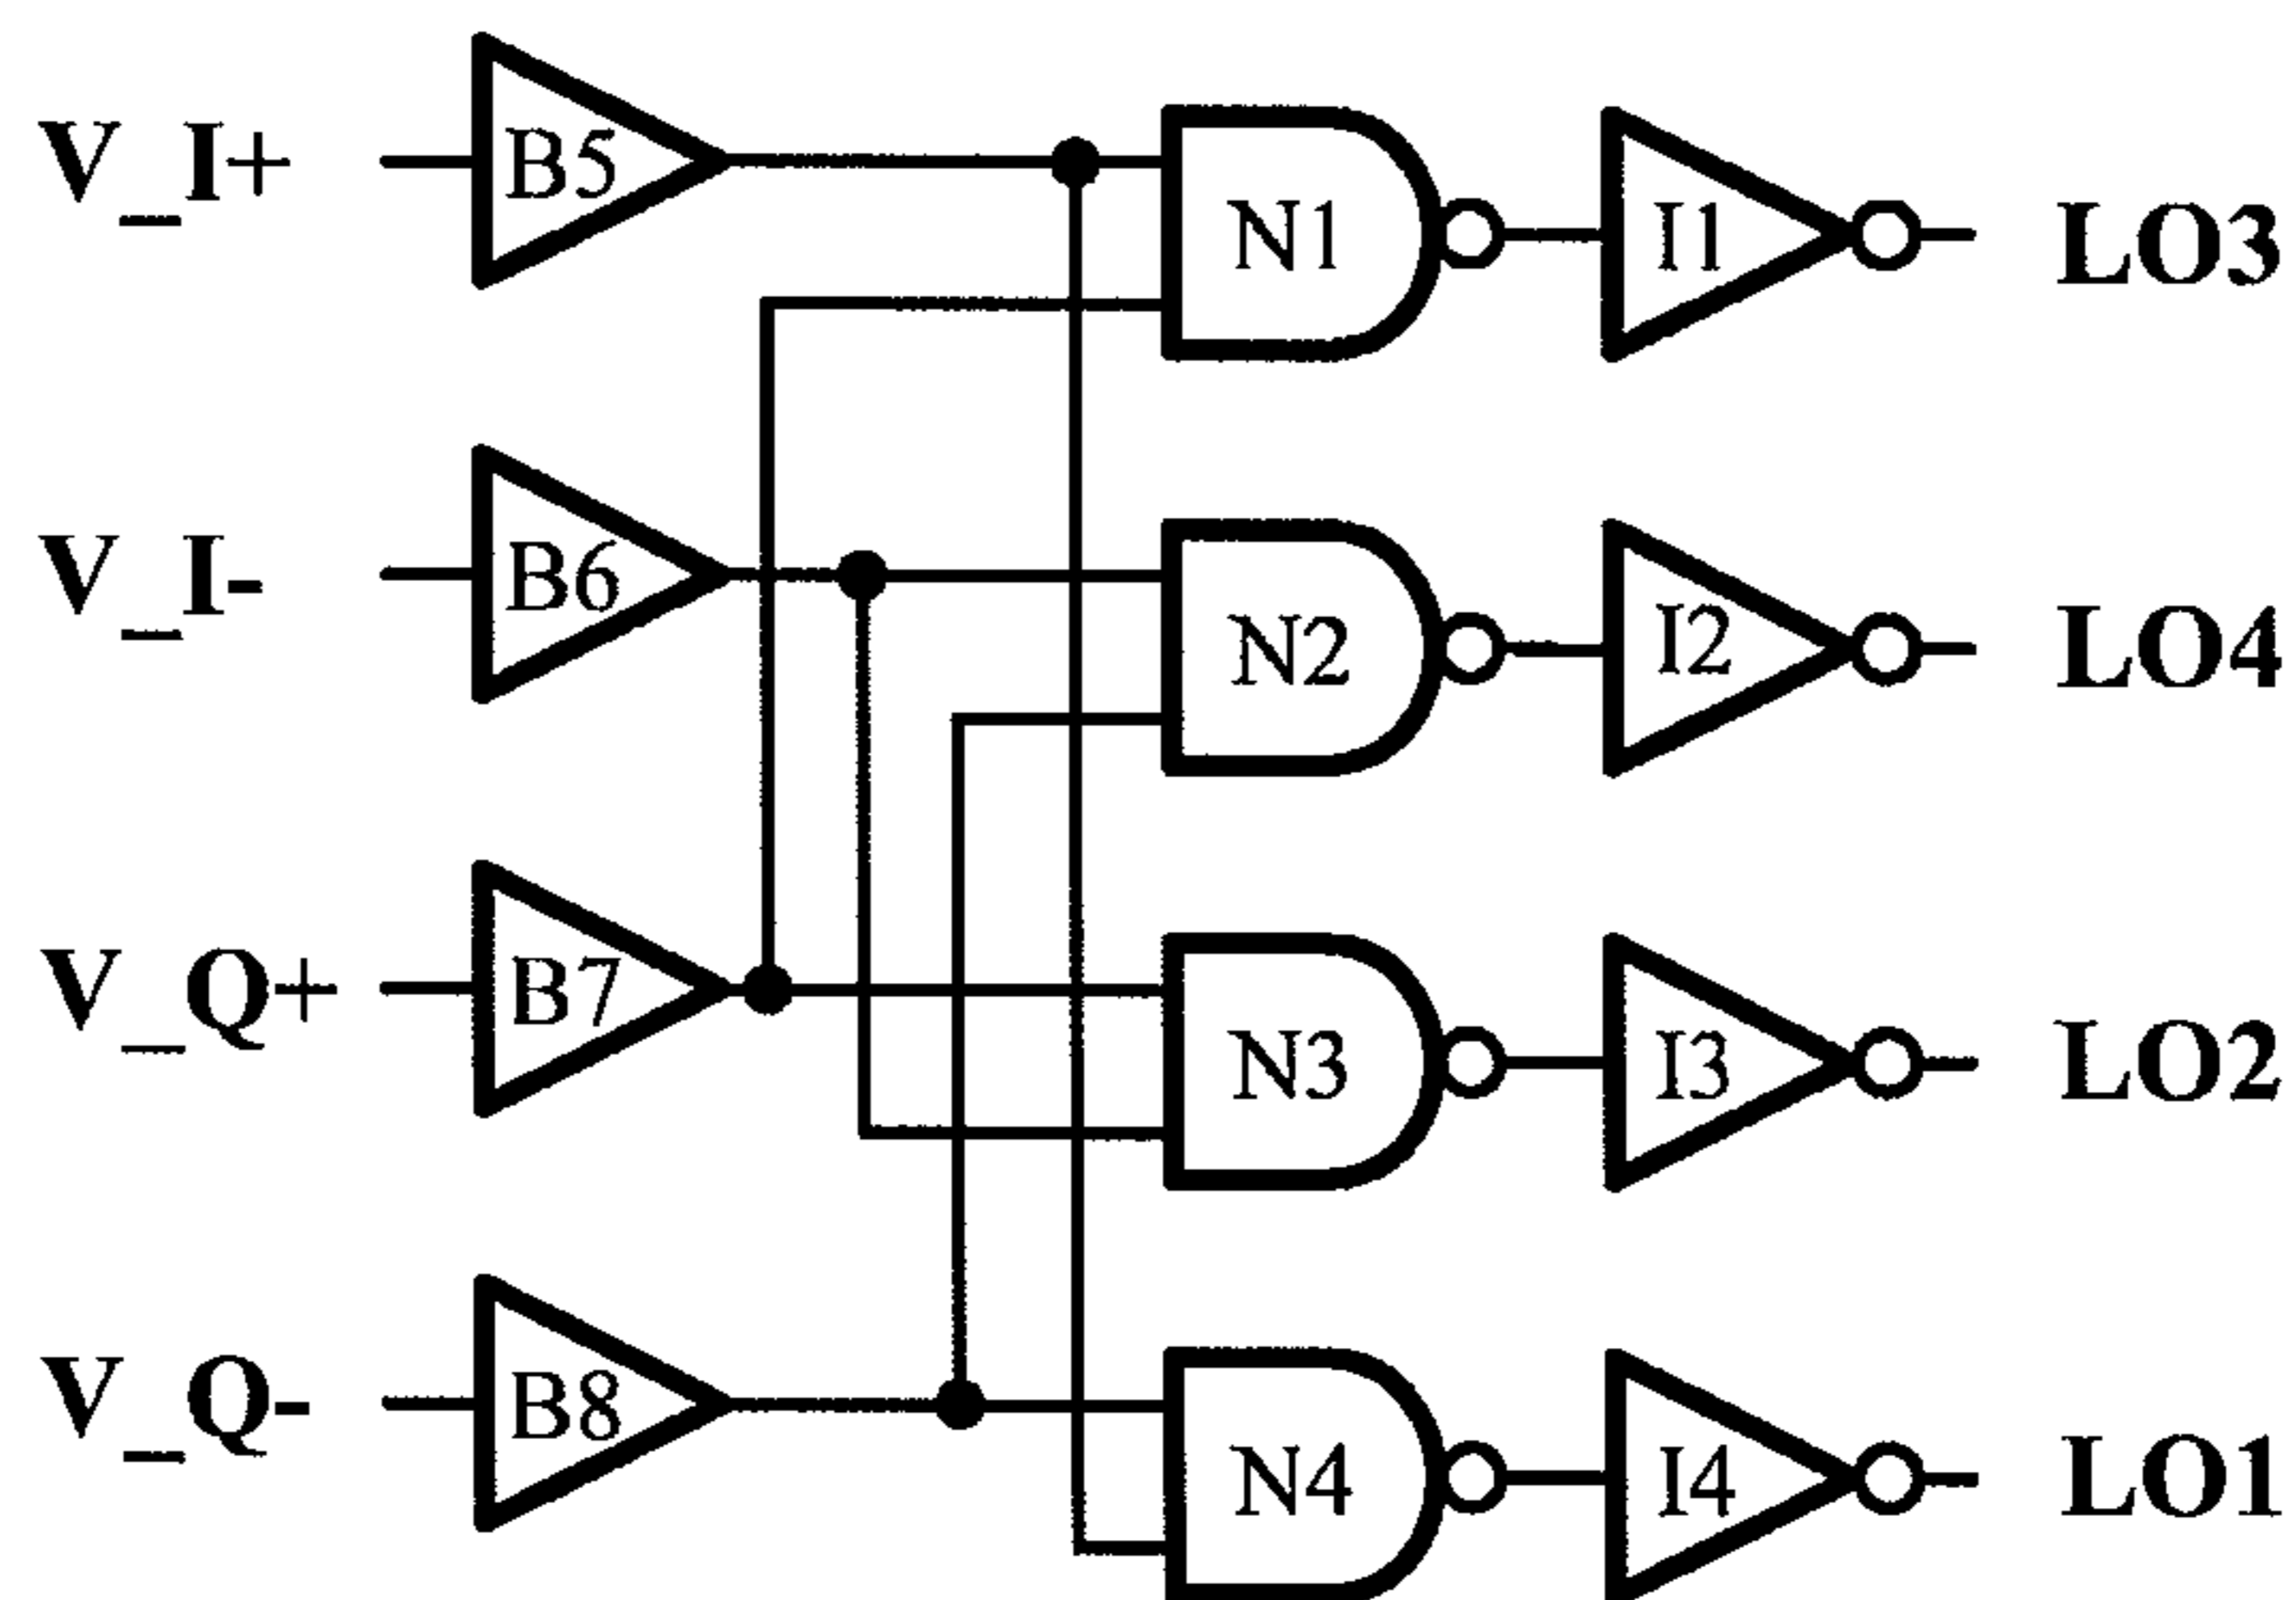 V_I+ B5 N1 I1 LO3
V_I- B6 N2 I2 LO4
V_Q+ B7 N3 I3 LO2
V_Q- B8 N4 I4 LO1